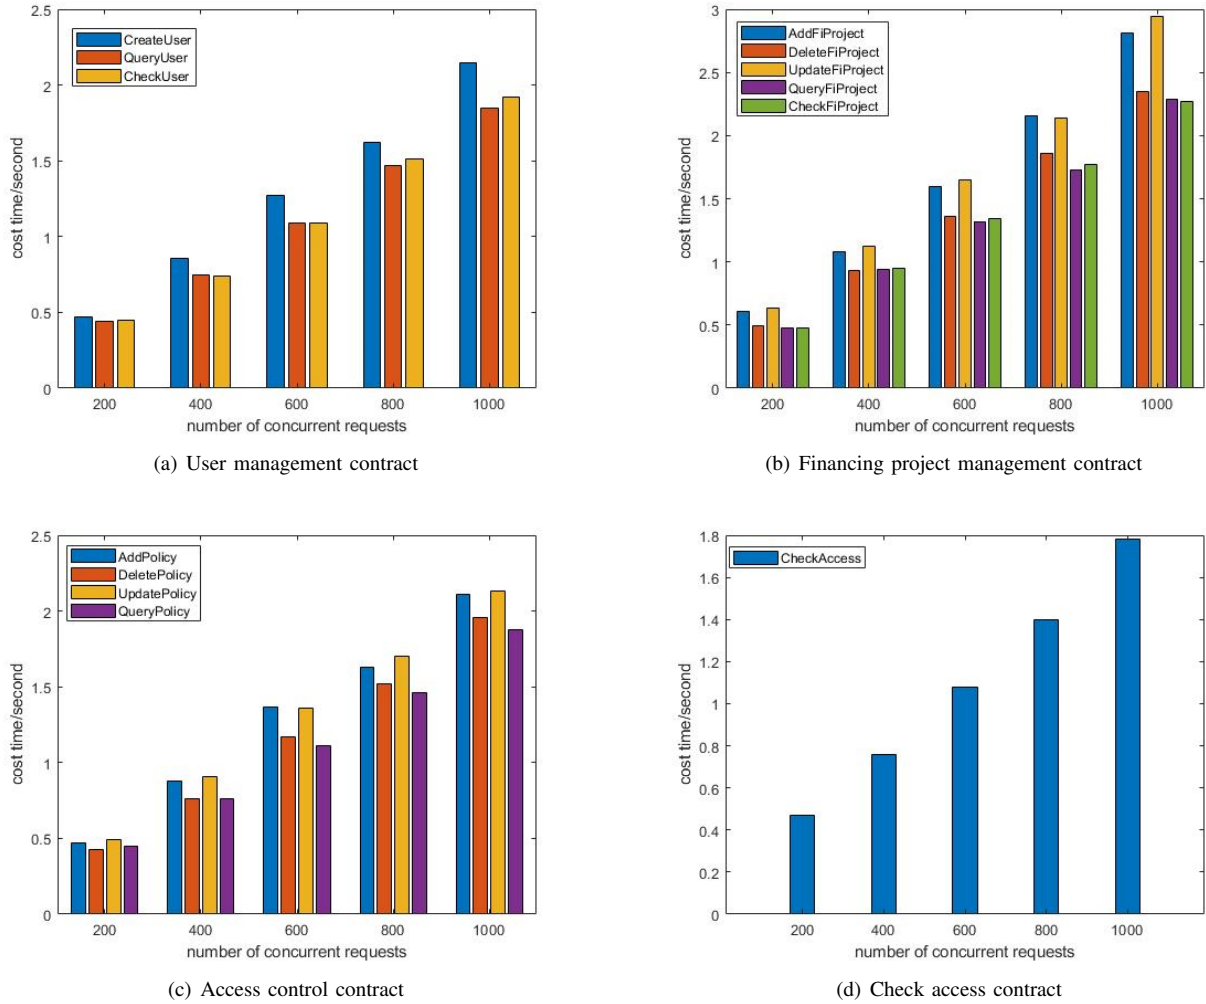 2.5
2
1.5
1
0.5
0
cost time/second
CreateUser
QueryUser
CheckUser
200 400 600 800 1000
number of concurrent requests
(a) User management contract
3
2.5
2
1.5
1
0.5
0
cost time/second
AddFiProject
DeleteFiProject
UpdateFiProject
QueryFiProject
CheckFiProject
200 400 600 800 1000
number of concurrent requests
(b) Financing project management contract
2.5
2
1.5
1
0.5
0
cost time/second
AddPolicy
DeletePolicy
UpdatePolicy
QueryPolicy
200 400 600 800 1000
number of concurrent requests
(c) Access control contract
1.8
1.6
1.4
1.2
1
0.8
0.6
0.4
0.2
0
cost time/second
CheckAccess
200 400 600 800 1000
number of concurrent requests
(d) Check access contract